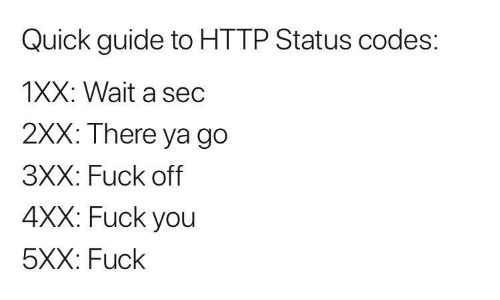 Quick guide to HTTP Status codes:
1XX: Wait a sec
2XX: There ya go
3XX: Fuck off
4XX: Fuck you
5XX: Fuck